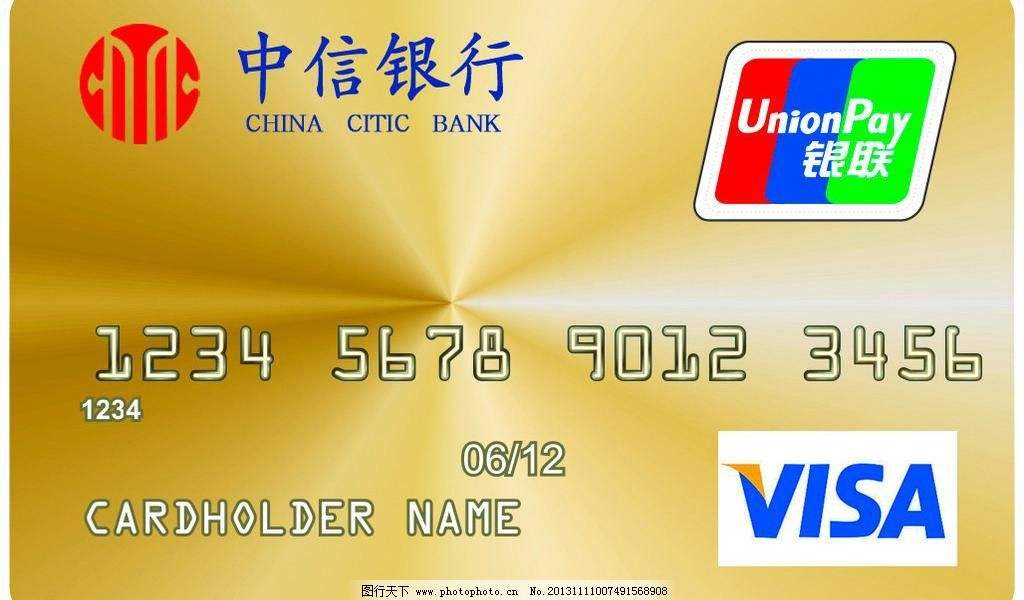 中信银行
CHINA CITIC BANK
UnionPay
银联
1234 5678 9012 3456
1234
06/12
CARDHOLDER NAME
VISA
图行天下 www.photophoto.cn No.20131111007491568908